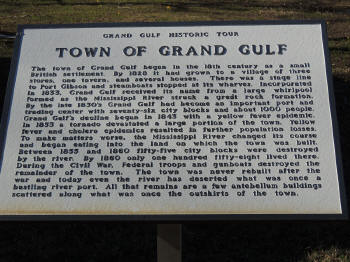 GRAND GULF HISTORIC TOUR
TOWN OF GRAND GULF
The town of Grand Gulf began in the 18th century as a small
British settlement. By 1828 it had grown to a village of three
stores, one tavern, and several houses. There was a stage line
to Port Gibson and steamboats stopped at its wharves. Incorporated
in 1833, Grand Gulf received its name from a large whirlpool
formed as the Mississippi River struck a great rock formation.
By the late 1830's Grand Gulf had become an important port and
trading center with seventy-six city blocks and about 1000 people.
Grand Gulf's decline began in 1843 with a yellow fever epidemic.
In 1853 a tornado devastated a large portion of the town. Yellow
fever and cholera epidemics resulted in further population losses.
To make matters worse, the Mississippi River changed its course
and began eating into the land on which the town was built.
Between 1855 and 1860 fifty-five city blocks were destroyed
by the river. By 1860 only one hundred fifty-eight lived there.
During the Civil War, Federal troops and gunboats destroyed the
remainder of the town. The town was never rebuilt after the
war and today even the river has deserted what was once a
bustling river port. All that remains are a few antebellum buildings
scattered along what was once the outskirts of the town.